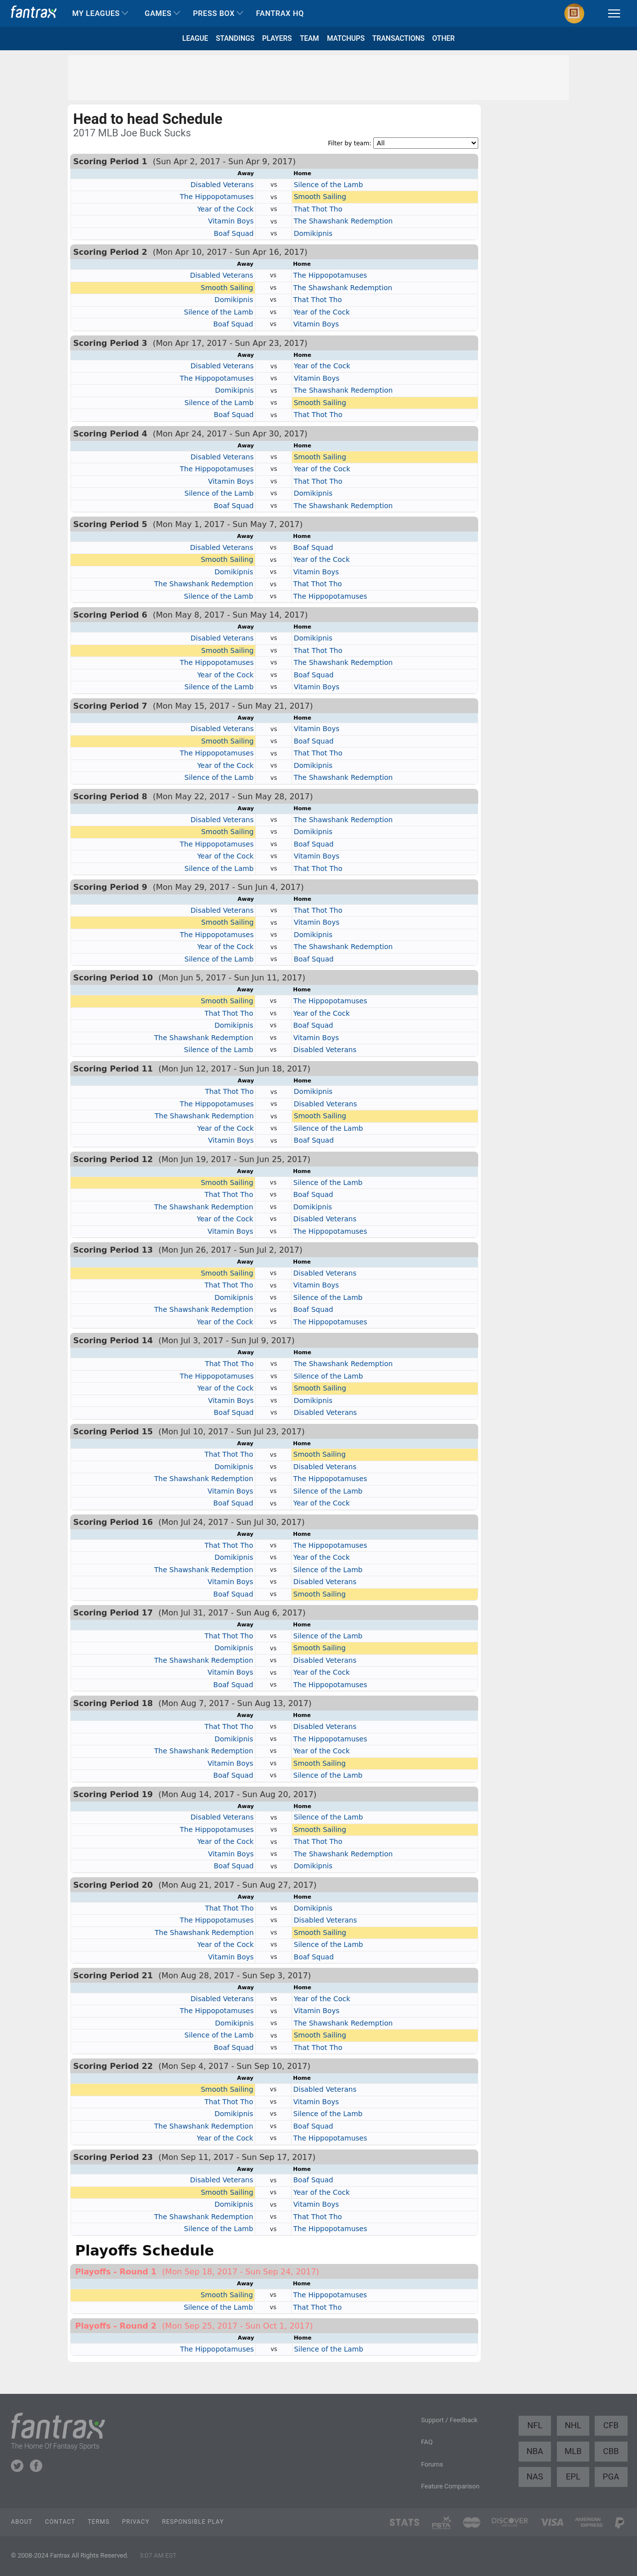 fantrax MY LEAGUES GAMES PRESS BOX FANTRAX HQ
LEAGUE STANDINGS PLAYERS TEAM MATCHUPS TRANSACTIONS OTHER
Head to head Schedule
2017 MLB Joe Buck Sucks
Filter by team: All
Scoring Period 1 (Sun Apr 2, 2017 - Sun Apr 9, 2017)
Away Home
Disabled Veterans vs Silence of the Lamb
The Hippopotamuses vs Smooth Sailing
Year of the Cock vs That Thot Tho
Vitamin Boys vs The Shawshank Redemption
Boaf Squad vs Domikipnis
Scoring Period 2 (Mon Apr 10, 2017 - Sun Apr 16, 2017)
Away Home
Disabled Veterans vs The Hippopotamuses
Smooth Sailing vs The Shawshank Redemption
Domikipnis vs That Thot Tho
Silence of the Lamb vs Year of the Cock
Boaf Squad vs Vitamin Boys
Scoring Period 3 (Mon Apr 17, 2017 - Sun Apr 23, 2017)
Away Home
Disabled Veterans vs Year of the Cock
The Hippopotamuses vs Vitamin Boys
Domikipnis vs The Shawshank Redemption
Silence of the Lamb vs Smooth Sailing
Boaf Squad vs That Thot Tho
Scoring Period 4 (Mon Apr 24, 2017 - Sun Apr 30, 2017)
Away Home
Disabled Veterans vs Smooth Sailing
The Hippopotamuses vs Year of the Cock
Vitamin Boys vs That Thot Tho
Silence of the Lamb vs Domikipnis
Boaf Squad vs The Shawshank Redemption
Scoring Period 5 (Mon May 1, 2017 - Sun May 7, 2017)
Away Home
Disabled Veterans vs Boaf Squad
Smooth Sailing vs Year of the Cock
Domikipnis vs Vitamin Boys
The Shawshank Redemption vs That Thot Tho
Silence of the Lamb vs The Hippopotamuses
Scoring Period 6 (Mon May 8, 2017 - Sun May 14, 2017)
Away Home
Disabled Veterans vs Domikipnis
Smooth Sailing vs That Thot Tho
The Hippopotamuses vs The Shawshank Redemption
Year of the Cock vs Boaf Squad
Silence of the Lamb vs Vitamin Boys
Scoring Period 7 (Mon May 15, 2017 - Sun May 21, 2017)
Away Home
Disabled Veterans vs Vitamin Boys
Smooth Sailing vs Boaf Squad
The Hippopotamuses vs That Thot Tho
Year of the Cock vs Domikipnis
Silence of the Lamb vs The Shawshank Redemption
Scoring Period 8 (Mon May 22, 2017 - Sun May 28, 2017)
Away Home
Disabled Veterans vs The Shawshank Redemption
Smooth Sailing vs Domikipnis
The Hippopotamuses vs Boaf Squad
Year of the Cock vs Vitamin Boys
Silence of the Lamb vs That Thot Tho
Scoring Period 9 (Mon May 29, 2017 - Sun Jun 4, 2017)
Away Home
Disabled Veterans vs That Thot Tho
Smooth Sailing vs Vitamin Boys
The Hippopotamuses vs Domikipnis
Year of the Cock vs The Shawshank Redemption
Silence of the Lamb vs Boaf Squad
Scoring Period 10 (Mon Jun 5, 2017 - Sun Jun 11, 2017)
Away Home
Smooth Sailing vs The Hippopotamuses
That Thot Tho vs Year of the Cock
Domikipnis vs Boaf Squad
The Shawshank Redemption vs Vitamin Boys
Silence of the Lamb vs Disabled Veterans
Scoring Period 11 (Mon Jun 12, 2017 - Sun Jun 18, 2017)
Away Home
That Thot Tho vs Domikipnis
The Hippopotamuses vs Disabled Veterans
The Shawshank Redemption vs Smooth Sailing
Year of the Cock vs Silence of the Lamb
Vitamin Boys vs Boaf Squad
Scoring Period 12 (Mon Jun 19, 2017 - Sun Jun 25, 2017)
Away Home
Smooth Sailing vs Silence of the Lamb
That Thot Tho vs Boaf Squad
The Shawshank Redemption vs Domikipnis
Year of the Cock vs Disabled Veterans
Vitamin Boys vs The Hippopotamuses
Scoring Period 13 (Mon Jun 26, 2017 - Sun Jul 2, 2017)
Away Home
Smooth Sailing vs Disabled Veterans
That Thot Tho vs Vitamin Boys
Domikipnis vs Silence of the Lamb
The Shawshank Redemption vs Boaf Squad
Year of the Cock vs The Hippopotamuses
Scoring Period 14 (Mon Jul 3, 2017 - Sun Jul 9, 2017)
Away Home
That Thot Tho vs The Shawshank Redemption
The Hippopotamuses vs Silence of the Lamb
Year of the Cock vs Smooth Sailing
Vitamin Boys vs Domikipnis
Boaf Squad vs Disabled Veterans
Scoring Period 15 (Mon Jul 10, 2017 - Sun Jul 23, 2017)
Away Home
That Thot Tho vs Smooth Sailing
Domikipnis vs Disabled Veterans
The Shawshank Redemption vs The Hippopotamuses
Vitamin Boys vs Silence of the Lamb
Boaf Squad vs Year of the Cock
Scoring Period 16 (Mon Jul 24, 2017 - Sun Jul 30, 2017)
Away Home
That Thot Tho vs The Hippopotamuses
Domikipnis vs Year of the Cock
The Shawshank Redemption vs Silence of the Lamb
Vitamin Boys vs Disabled Veterans
Boaf Squad vs Smooth Sailing
Scoring Period 17 (Mon Jul 31, 2017 - Sun Aug 6, 2017)
Away Home
That Thot Tho vs Silence of the Lamb
Domikipnis vs Smooth Sailing
The Shawshank Redemption vs Disabled Veterans
Vitamin Boys vs Year of the Cock
Boaf Squad vs The Hippopotamuses
Scoring Period 18 (Mon Aug 7, 2017 - Sun Aug 13, 2017)
Away Home
That Thot Tho vs Disabled Veterans
Domikipnis vs The Hippopotamuses
The Shawshank Redemption vs Year of the Cock
Vitamin Boys vs Smooth Sailing
Boaf Squad vs Silence of the Lamb
Scoring Period 19 (Mon Aug 14, 2017 - Sun Aug 20, 2017)
Away Home
Disabled Veterans vs Silence of the Lamb
The Hippopotamuses vs Smooth Sailing
Year of the Cock vs That Thot Tho
Vitamin Boys vs The Shawshank Redemption
Boaf Squad vs Domikipnis
Scoring Period 20 (Mon Aug 21, 2017 - Sun Aug 27, 2017)
Away Home
That Thot Tho vs Domikipnis
The Hippopotamuses vs Disabled Veterans
The Shawshank Redemption vs Smooth Sailing
Year of the Cock vs Silence of the Lamb
Vitamin Boys vs Boaf Squad
Scoring Period 21 (Mon Aug 28, 2017 - Sun Sep 3, 2017)
Away Home
Disabled Veterans vs Year of the Cock
The Hippopotamuses vs Vitamin Boys
Domikipnis vs The Shawshank Redemption
Silence of the Lamb vs Smooth Sailing
Boaf Squad vs That Thot Tho
Scoring Period 22 (Mon Sep 4, 2017 - Sun Sep 10, 2017)
Away Home
Smooth Sailing vs Disabled Veterans
That Thot Tho vs Vitamin Boys
Domikipnis vs Silence of the Lamb
The Shawshank Redemption vs Boaf Squad
Year of the Cock vs The Hippopotamuses
Scoring Period 23 (Mon Sep 11, 2017 - Sun Sep 17, 2017)
Away Home
Disabled Veterans vs Boaf Squad
Smooth Sailing vs Year of the Cock
Domikipnis vs Vitamin Boys
The Shawshank Redemption vs That Thot Tho
Silence of the Lamb vs The Hippopotamuses
Playoffs Schedule
Playoffs - Round 1 (Mon Sep 18, 2017 - Sun Sep 24, 2017)
Away Home
Smooth Sailing vs The Hippopotamuses
Silence of the Lamb vs That Thot Tho
Playoffs - Round 2 (Mon Sep 25, 2017 - Sun Oct 1, 2017)
Away Home
The Hippopotamuses vs Silence of the Lamb
fantrax
The Home Of Fantasy Sports
Support / Feedback
FAQ
Forums
Feature Comparison
NFL NHL CFB
NBA MLB CBB
NAS EPL PGA
ABOUT CONTACT TERMS PRIVACY RESPONSIBLE PLAY
STATS DISCOVER VISA AMERICAN EXPRESS
© 2008-2024 Fantrax All Rights Reserved. 5:07 AM EST